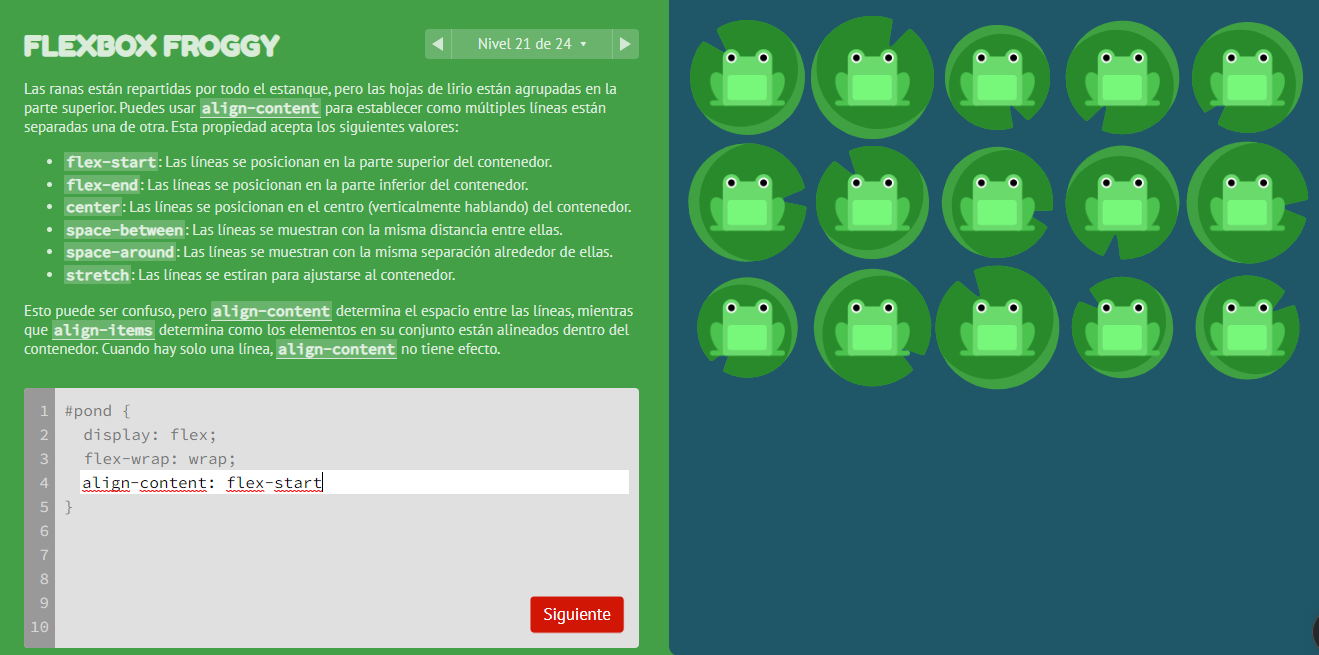 FLEXBOX FROGGY
Nivel 21 de 24
Las ranas están repartidas por todo el estanque, pero las hojas de lirio están agrupadas en la
parte superior. Puedes usar align-content para establecer como múltiples líneas están
separadas una de otra. Esta propiedad acepta los siguientes valores:
flex-start: Las líneas se posicionan en la parte superior del contenedor.
flex-end: Las líneas se posicionan en la parte inferior del contenedor.
center: Las líneas se posicionan en el centro (verticalmente hablando) del contenedor.
space-between: Las líneas se muestran con la misma distancia entre ellas.
space-around: Las líneas se muestran con la misma separación alrededor de ellas.
stretch: Las líneas se estiran para ajustarse al contenedor.
Esto puede ser confuso, pero align-content determina el espacio entre las líneas, mientras
que align-items determina como los elementos en su conjunto están alineados dentro del
contenedor. Cuando hay solo una línea, align-content no tiene efecto.
1 #pond {
2 display: flex;
3 flex-wrap: wrap;
4 align-content: flex-start
5 }
6
7
8
9
10
Siguiente